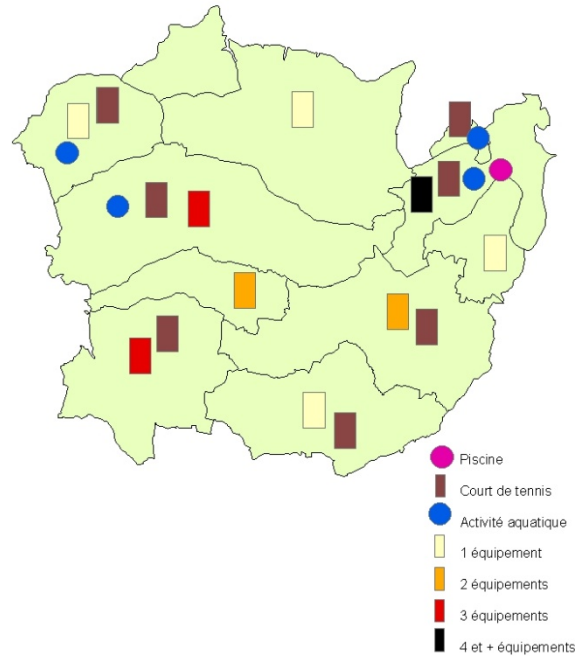 Piscine
Court de tennis
Activité aquatique
1 équipement
2 équipements
3 équipements
4 et + équipements